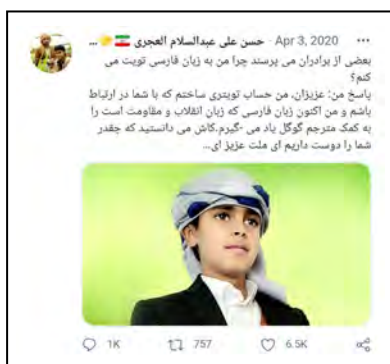 حسن علی عبدالسلام العجری 🇮🇷🤛 ... · Apr 3, 2020 ...
بعضی از برادران می پرسند چرا من به زبان فارسی تویت می
کنم؟
پاسخ من: عزیزان، من حساب تویتری ساختم که با شما در ارتباط
باشم و من اکنون زبان فارسی که زبان انقلاب و مقاومت است را
به کمک مترجم گوگل یاد می -گیرم.کاش می دانستید که چقدر
شما را دوست داریم ای ملت عزیز ای...
1K 757 6.5K